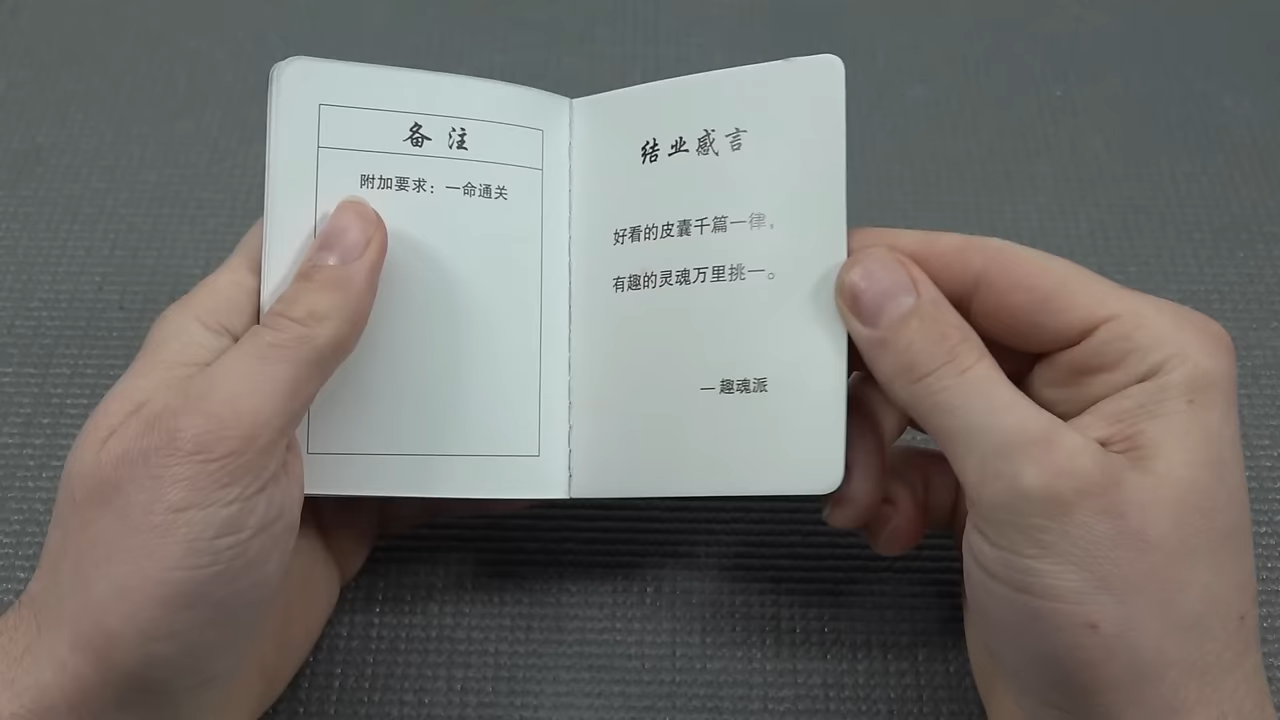 备注
附加要求：一命通关
结业感言
好看的皮囊千篇一律，
有趣的灵魂万里挑一。
—趣魂派